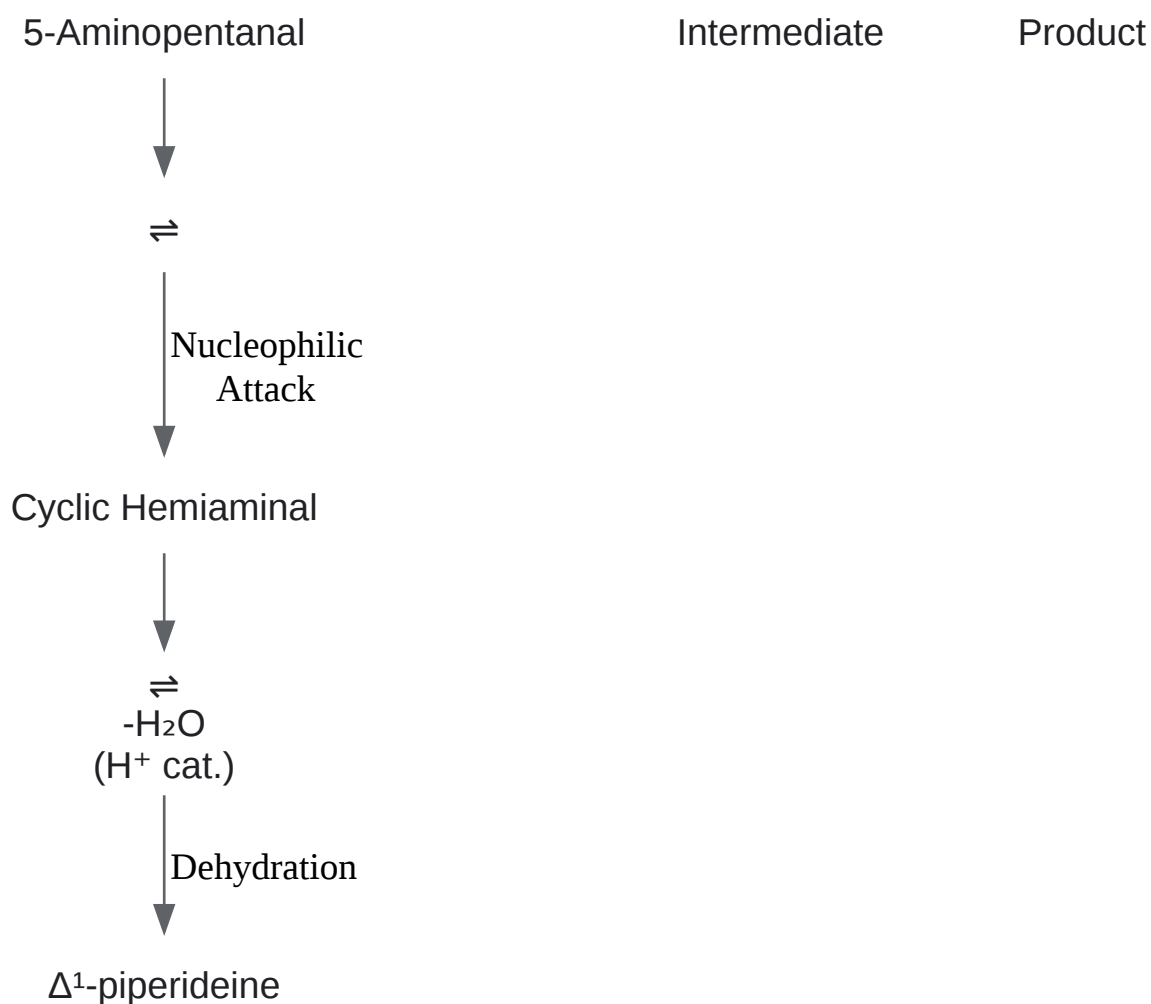 5-Aminopentanal Intermediate Product
⇌
Nucleophilic
Attack
Cyclic Hemiaminal
⇌
-H₂O
(H⁺ cat.)
Dehydration
Δ¹-piperideine